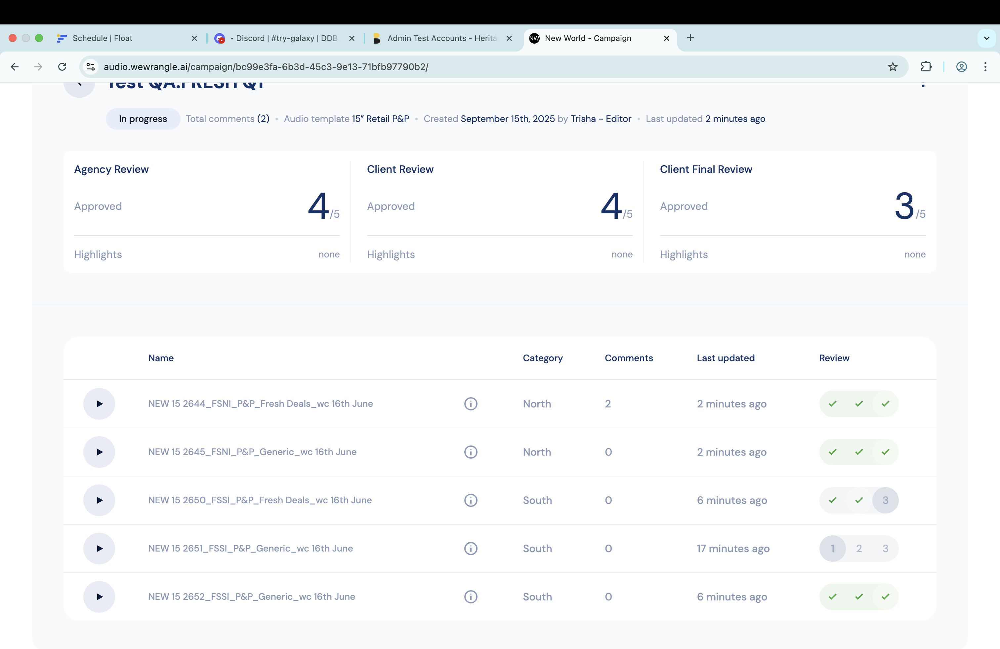 Schedule | Float
• Discord | #try-galaxy | DDB
Admin Test Accounts - Herita
NW New World - Campaign
audio.wewrangle.ai/campaign/bc99e3fa-6b3d-45c3-9e13-71bfb97790b2/
Test QA.FRESH Q1
In progress Total comments (2) • Audio template 15” Retail P&P • Created September 15th, 2025 by Trisha - Editor • Last updated 2 minutes ago
Agency Review Client Review Client Final Review
Approved 4/5 Approved 4/5 Approved 3/5
Highlights none Highlights none Highlights none
Name Category Comments Last updated Review
NEW 15 2644_FSNI_P&P_Fresh Deals_wc 16th June North 2 2 minutes ago
NEW 15 2645_FSNI_P&P_Generic_wc 16th June North 0 2 minutes ago
NEW 15 2650_FSSI_P&P_Fresh Deals_wc 16th June South 0 6 minutes ago 3
NEW 15 2651_FSSI_P&P_Generic_wc 16th June South 0 17 minutes ago 1 2 3
NEW 15 2652_FSSI_P&P_Generic_wc 16th June South 0 6 minutes ago